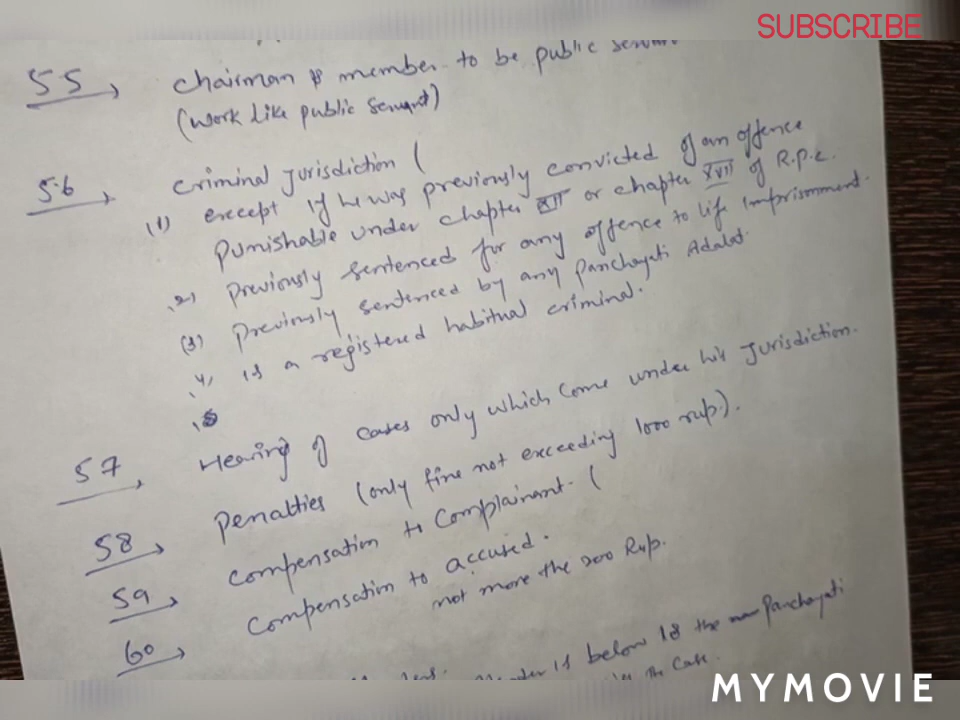 SUBSCRIBE
55 → Chairman & member to be public servant
(work like public servant)
56 → Criminal Jurisdiction (
(1) except if he was previously convicted of an offence
punishable under chapter XII or chapter XVII of R.P.C.
(2) previously sentenced for any offence to life Imprisonment.
(3) previously sentenced by any Panchayati Adalat.
4) is a registered habitual criminal.
57 → Hearing of cases only which come under his Jurisdiction.
58 → Penalties (only fine not exceeding 1000 rup.).
59 → Compensation to Complainant. (
60 → Compensation to accused.
not more the 200 Rup.
is below 18 the Panchayati
the case.
MYMOVIE